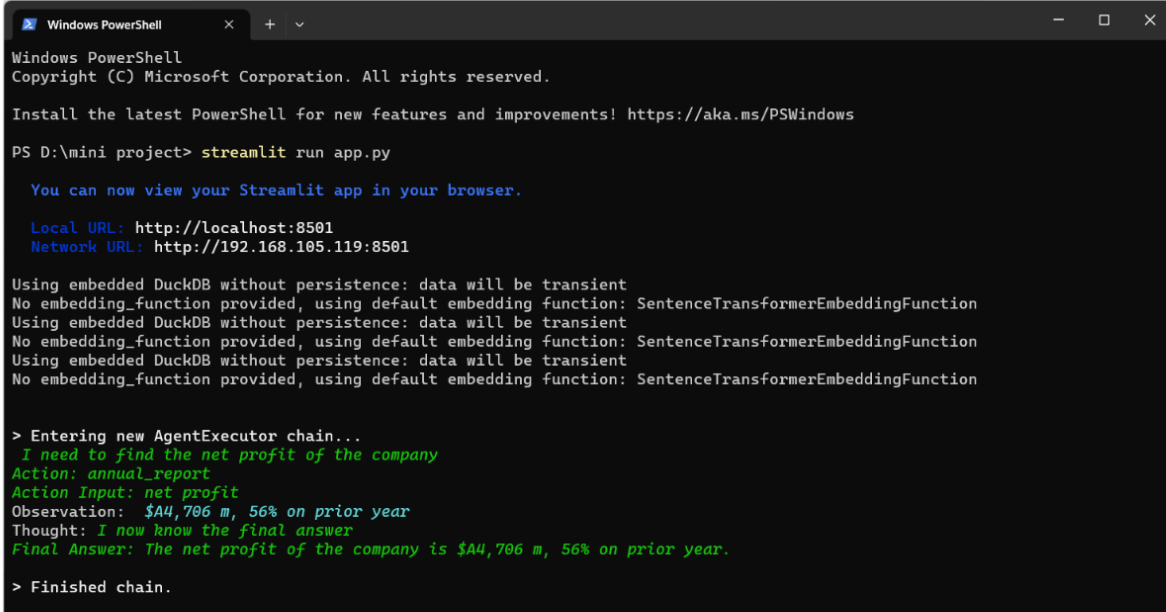 Windows PowerShell
Windows PowerShell
Copyright (C) Microsoft Corporation. All rights reserved.
Install the latest PowerShell for new features and improvements! https://aka.ms/PSWindows
PS D:\mini project> streamlit run app.py
You can now view your Streamlit app in your browser.
Local URL: http://localhost:8501
Network URL: http://192.168.105.119:8501
Using embedded DuckDB without persistence: data will be transient
No embedding_function provided, using default embedding function: SentenceTransformerEmbeddingFunction
Using embedded DuckDB without persistence: data will be transient
No embedding_function provided, using default embedding function: SentenceTransformerEmbeddingFunction
Using embedded DuckDB without persistence: data will be transient
No embedding_function provided, using default embedding function: SentenceTransformerEmbeddingFunction
> Entering new AgentExecutor chain...
I need to find the net profit of the company
Action: annual_report
Action Input: net profit
Observation:  $A4,706 m, 56% on prior year
Thought: I now know the final answer
Final Answer: The net profit of the company is $A4,706 m, 56% on prior year.
> Finished chain.